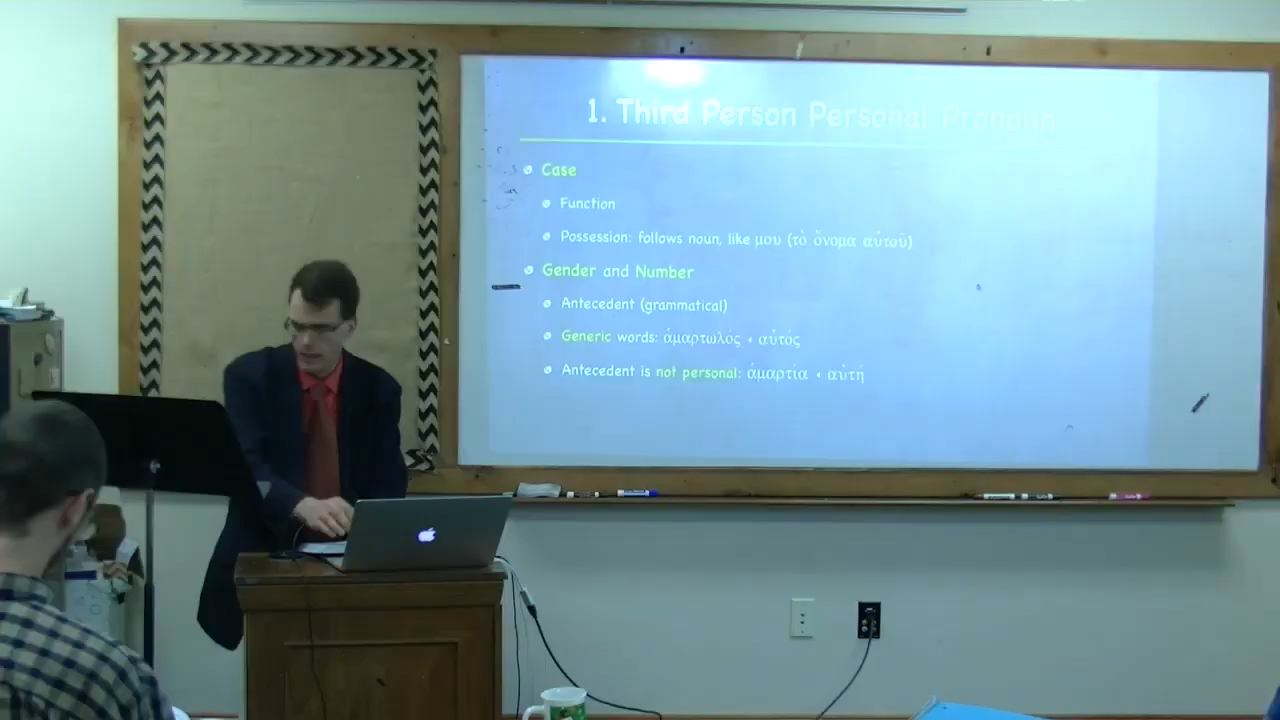 1. Third Person Personal Pronoun
Case
Function
Possession: follows noun, like μου (τὸ ὄνομα αὐτοῦ)
Gender and Number
Antecedent (grammatical)
Generic words: ἁμαρτωλός < αὐτός
Antecedent is not personal: ἁμαρτία < αὐτή